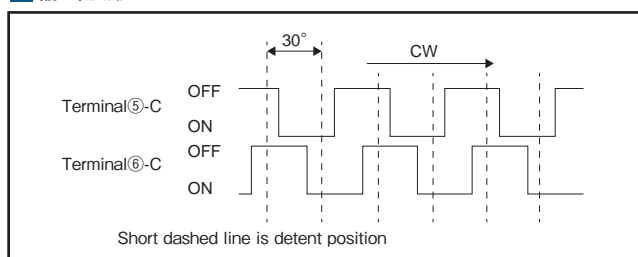 30° CW
OFF
Terminal⑤-C
ON
OFF
Terminal⑥-C
ON
Short dashed line is detent position